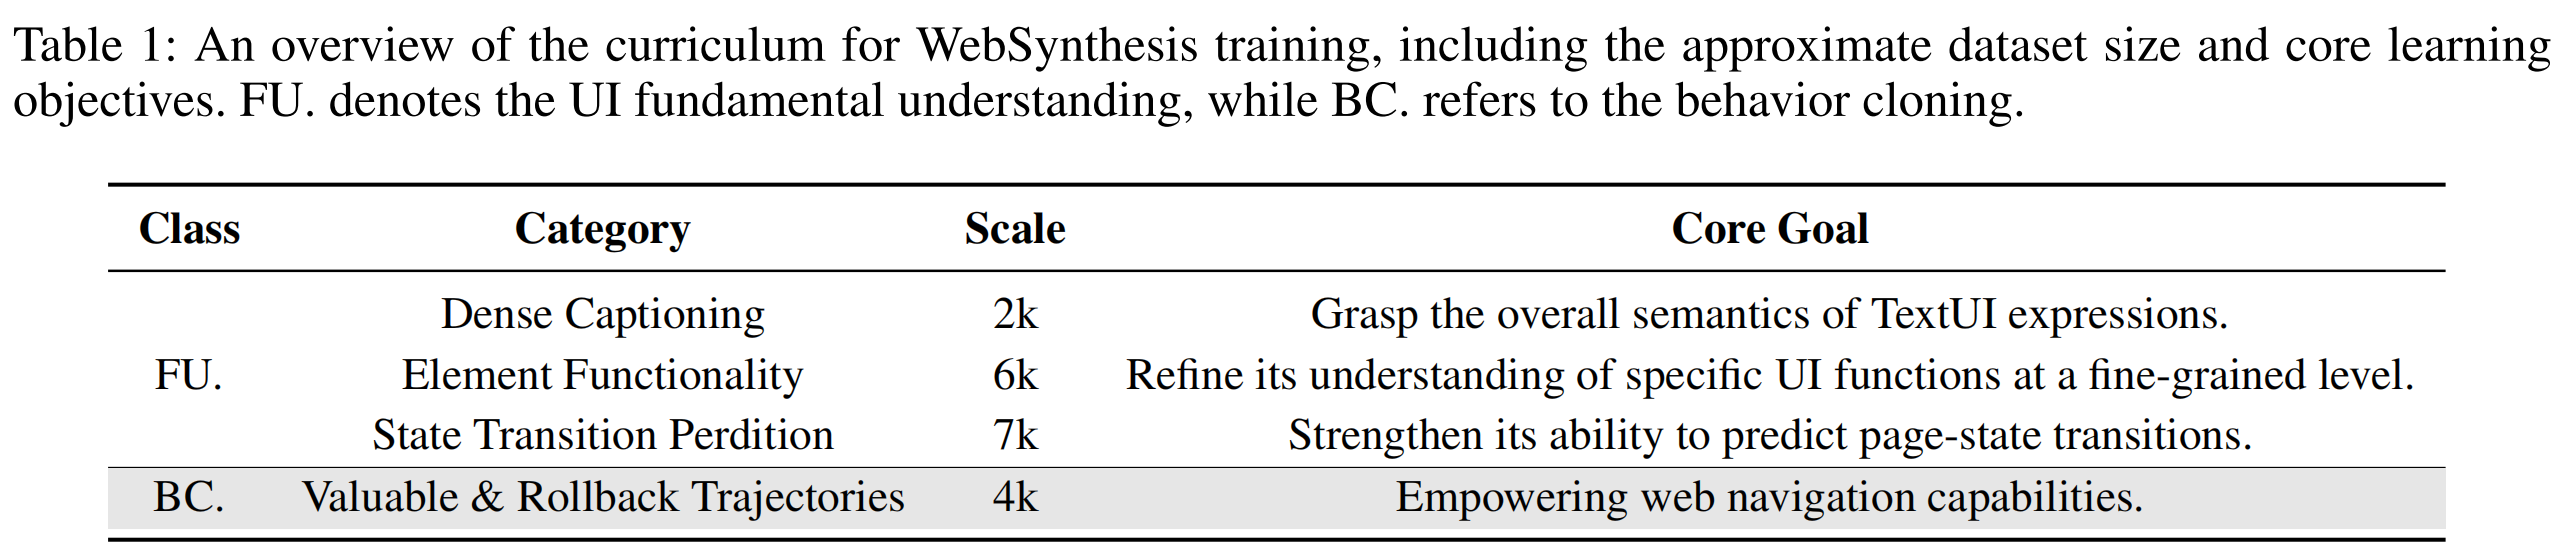 Table 1: An overview of the curriculum for WebSynthesis training, including the approximate dataset size and core learning
objectives. FU. denotes the UI fundamental understanding, while BC. refers to the behavior cloning.
Class Category Scale Core Goal
Dense Captioning 2k Grasp the overall semantics of TextUI expressions.
FU. Element Functionality 6k Refine its understanding of specific UI functions at a fine-grained level.
State Transition Perdition 7k Strengthen its ability to predict page-state transitions.
BC. Valuable & Rollback Trajectories 4k Empowering web navigation capabilities.